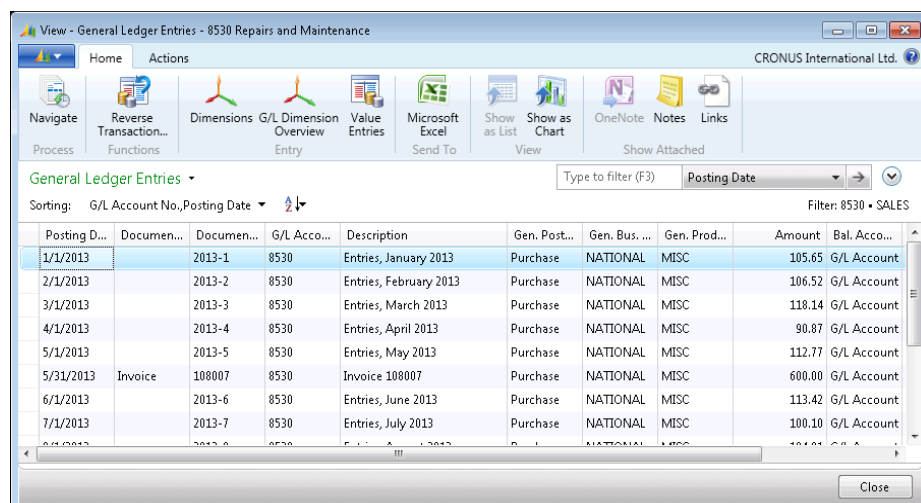 View - General Ledger Entries - 8530 Repairs and Maintenance
Home Actions CRONUS International Ltd.
Navigate Reverse Transaction... Dimensions G/L Dimension Overview Value Entries Microsoft Excel Show as List Show as Chart OneNote Notes Links
Process Functions Entry Send To View Show Attached
General Ledger Entries Type to filter (F3) Posting Date
Sorting: G/L Account No.,Posting Date Filter: 8530 • SALES
Posting D... Documen... Documen... G/L Acco... Description Gen. Post... Gen. Bus. ... Gen. Prod... Amount Bal. Acco...
1/1/2013 2013-1 8530 Entries, January 2013 Purchase NATIONAL MISC 105.65 G/L Account
2/1/2013 2013-2 8530 Entries, February 2013 Purchase NATIONAL MISC 106.52 G/L Account
3/1/2013 2013-3 8530 Entries, March 2013 Purchase NATIONAL MISC 118.14 G/L Account
4/1/2013 2013-4 8530 Entries, April 2013 Purchase NATIONAL MISC 90.87 G/L Account
5/1/2013 2013-5 8530 Entries, May 2013 Purchase NATIONAL MISC 112.77 G/L Account
5/31/2013 Invoice 108007 8530 Invoice 108007 Purchase NATIONAL MISC 600.00 G/L Account
6/1/2013 2013-6 8530 Entries, June 2013 Purchase NATIONAL MISC 113.42 G/L Account
7/1/2013 2013-7 8530 Entries, July 2013 Purchase NATIONAL MISC 100.10 G/L Account
Close